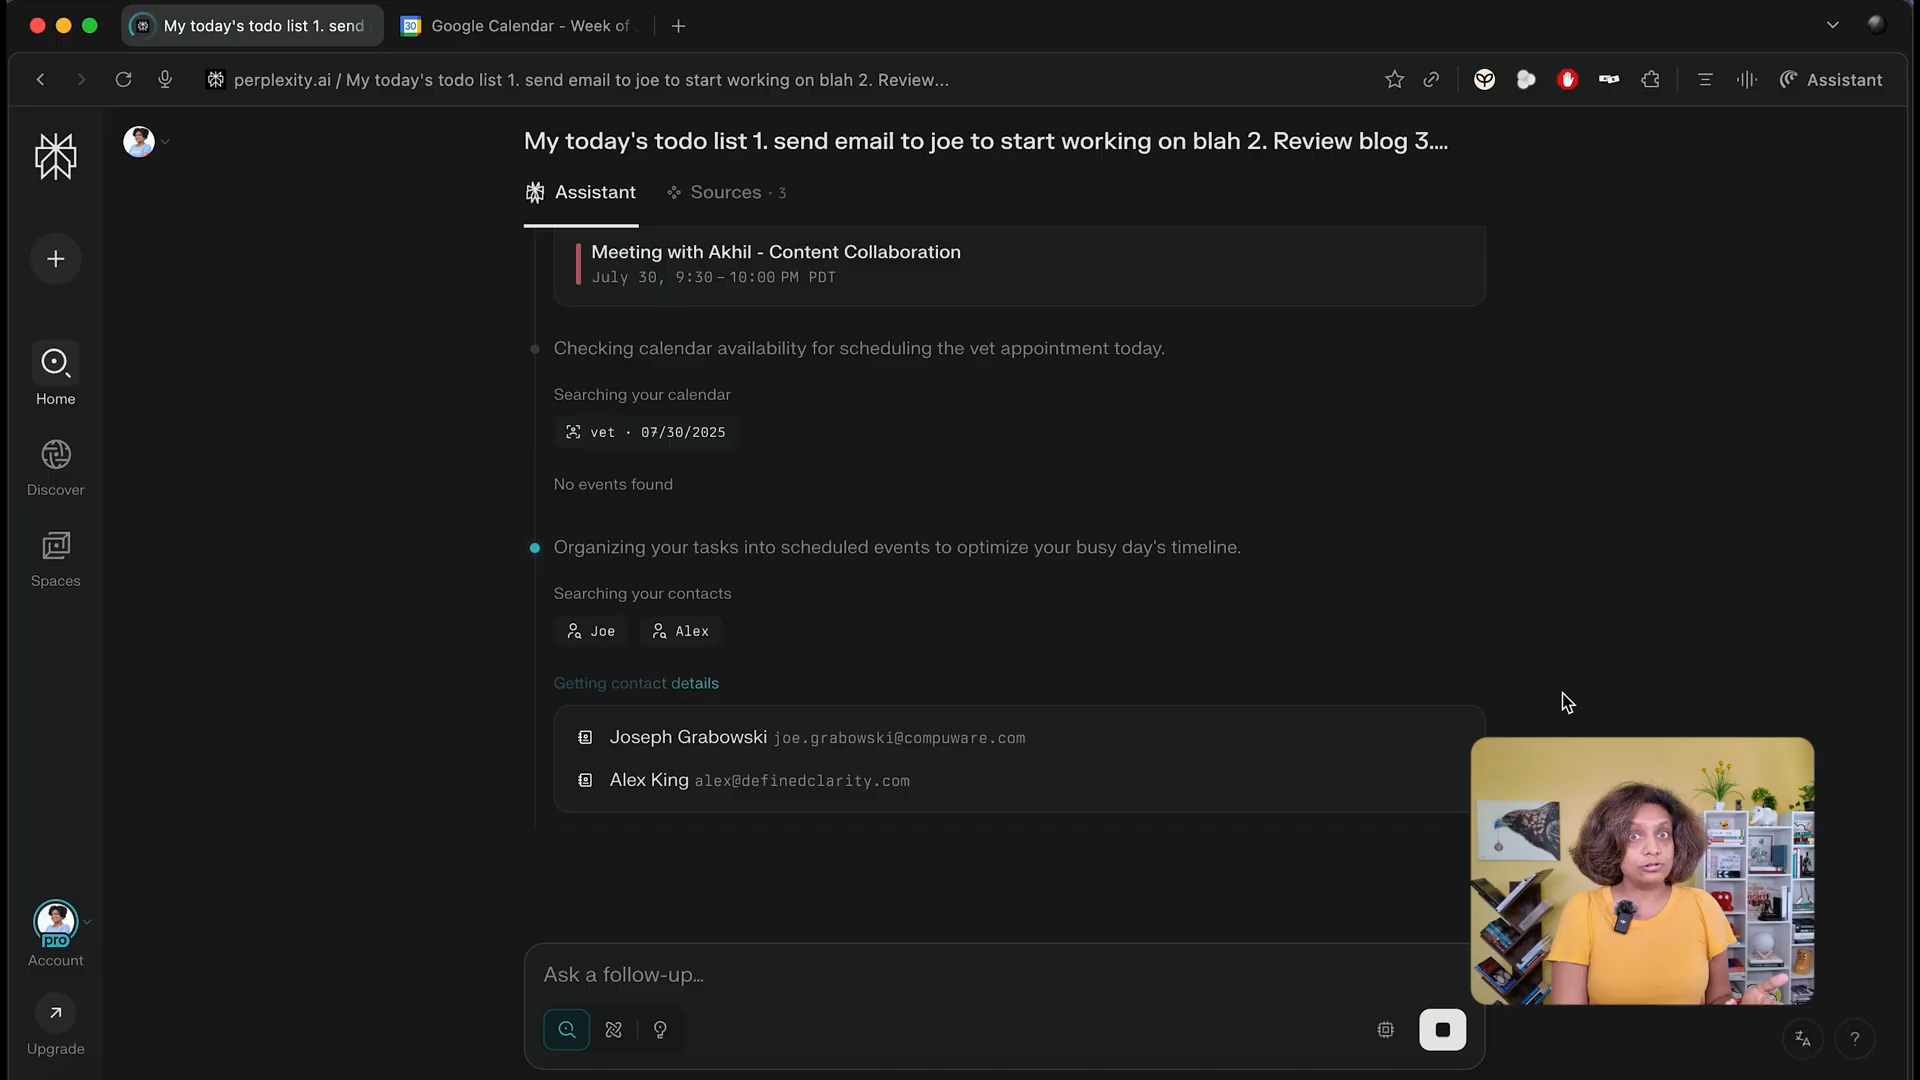 My today's todo list 1. send
Google Calendar - Week of
perplexity.ai / My today's todo list 1. send email to joe to start working on blah 2. Review...
Assistant
My today's todo list 1. send email to joe to start working on blah 2. Review blog 3....
Assistant
Sources · 3
Meeting with Akhil - Content Collaboration
July 30, 9:30 – 10:00 PM PDT
Checking calendar availability for scheduling the vet appointment today.
Searching your calendar
vet · 07/30/2025
No events found
Organizing your tasks into scheduled events to optimize your busy day's timeline.
Searching your contacts
Joe
Alex
Getting contact details
Joseph Grabowski joe.grabowski@compuware.com
Alex King alex@definedclarity.com
Ask a follow-up...
Home
Discover
Spaces
pro
Account
Upgrade
?